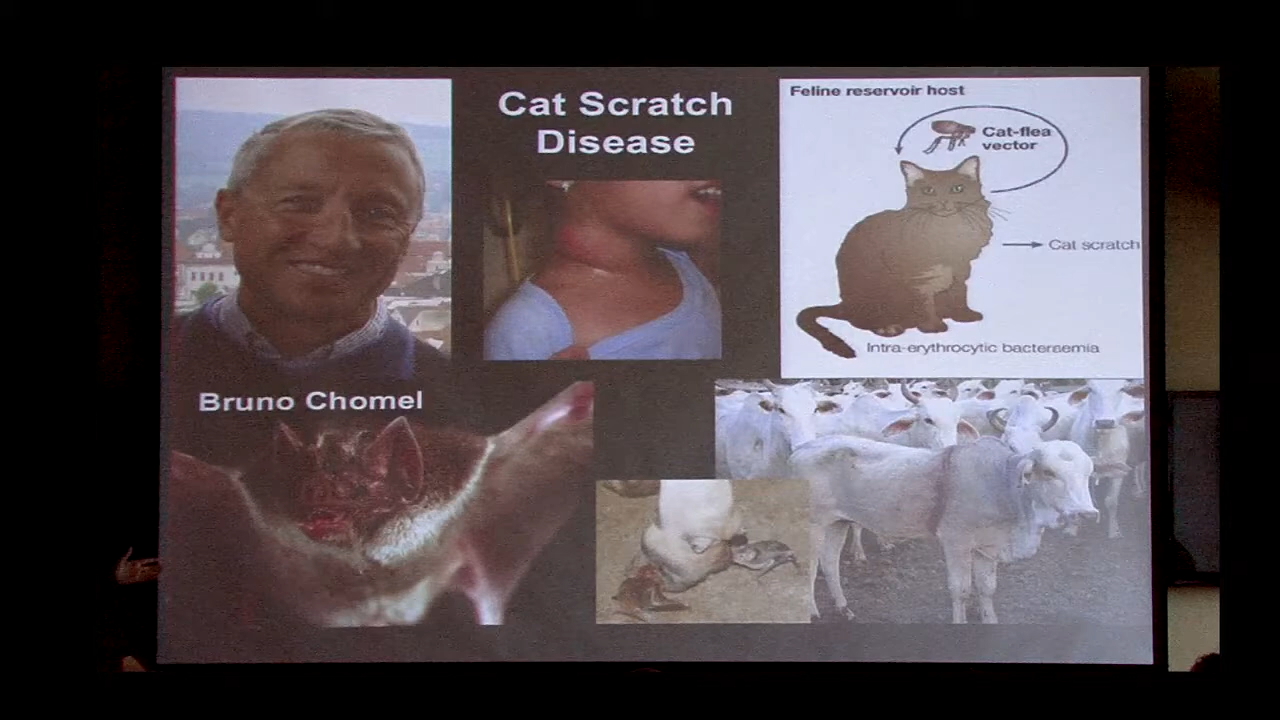 Cat Scratch
Disease
Bruno Chomel
Feline reservoir host
Cat-flea
vector
Cat scratch
Intra-erythrocytic bacteraemia